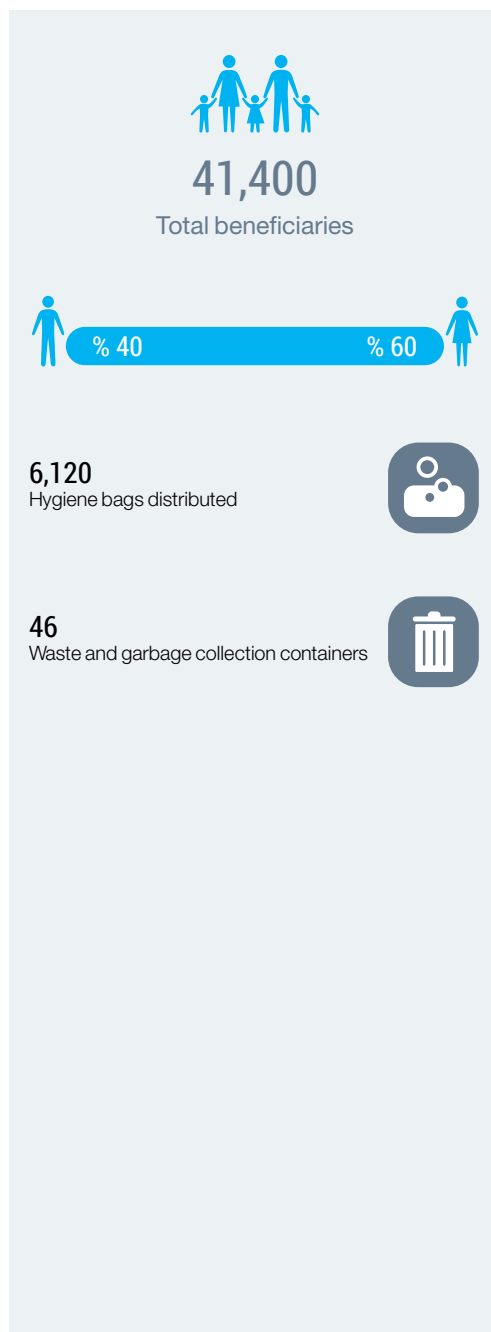 41,400
Total beneficiaries
% 40 % 60
6,120
Hygiene bags distributed
46
Waste and garbage collection containers